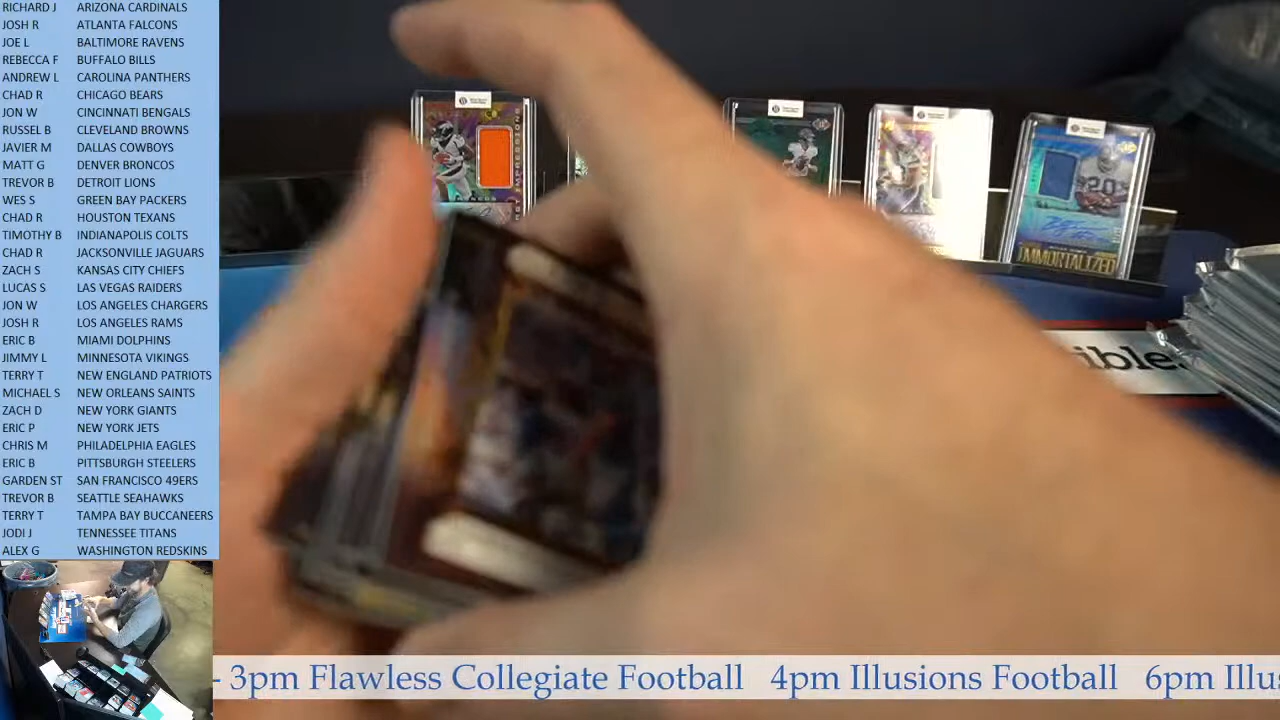 RICHARD J ARIZONA CARDINALS
JOSH R ATLANTA FALCONS
JOE L BALTIMORE RAVENS
REBECCA F BUFFALO BILLS
ANDREW L CAROLINA PANTHERS
CHAD R CHICAGO BEARS
JON W CINCINNATI BENGALS
RUSSEL B CLEVELAND BROWNS
JAVIER M DALLAS COWBOYS
MATT G DENVER BRONCOS
TREVOR B DETROIT LIONS
WES S GREEN BAY PACKERS
CHAD R HOUSTON TEXANS
TIMOTHY B INDIANAPOLIS COLTS
CHAD R JACKSONVILLE JAGUARS
ZACH S KANSAS CITY CHIEFS
LUCAS S LAS VEGAS RAIDERS
JON W LOS ANGELES CHARGERS
JOSH R LOS ANGELES RAMS
ERIC B MIAMI DOLPHINS
JIMMY L MINNESOTA VIKINGS
TERRY T NEW ENGLAND PATRIOTS
MICHAEL S NEW ORLEANS SAINTS
ZACH D NEW YORK GIANTS
ERIC P NEW YORK JETS
CHRIS M PHILADELPHIA EAGLES
ERIC B PITTSBURGH STEELERS
GARDEN ST SAN FRANCISCO 49ERS
TREVOR B SEATTLE SEAHAWKS
TERRY T TAMPA BAY BUCCANEERS
JODI J TENNESSEE TITANS
ALEX G WASHINGTON REDSKINS
IMPRESSIONS
20
IMMORTALIZED
ibles
- 3pm Flawless Collegiate Football 4pm Illusions Football 6pm Illus